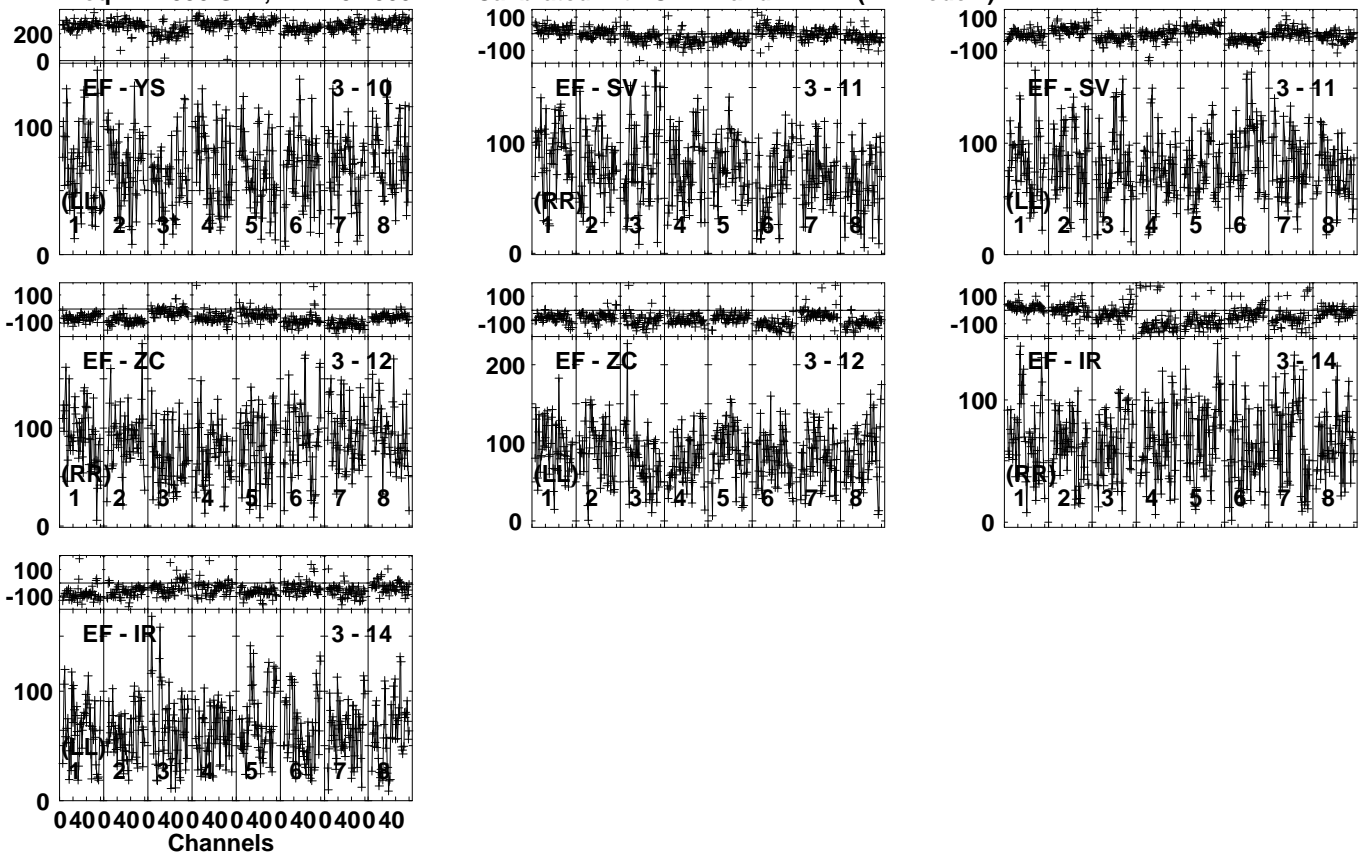 100 100
200 -100 -100
0
EF - YS 3 - 10 EF - SV 3 - 11 EF - SV 3 - 11
100 100 100
(LL) (RR) (LL)
1 2 3 4 5 6 7 8 1 2 3 4 5 6 7 8 1 2 3 4 5 6 7 8
0 0 0
100 100 100
-100 -100 -100
EF - ZC 3 - 12 EF - ZC 3 - 12 EF - IR 3 - 14
200
100 100 100
(RR) (LL) (RR)
1 2 3 4 5 6 7 8 1 2 3 4 5 6 7 8 1 2 3 4 5 6 7 8
0 0 0
100
-100
EF - IR 3 - 14
100
(LL)
1 2 3 4 5 6 7 8
0
0 40 0 40 0 40 0 40 0 40 0 40 0 40 0 40
Channels